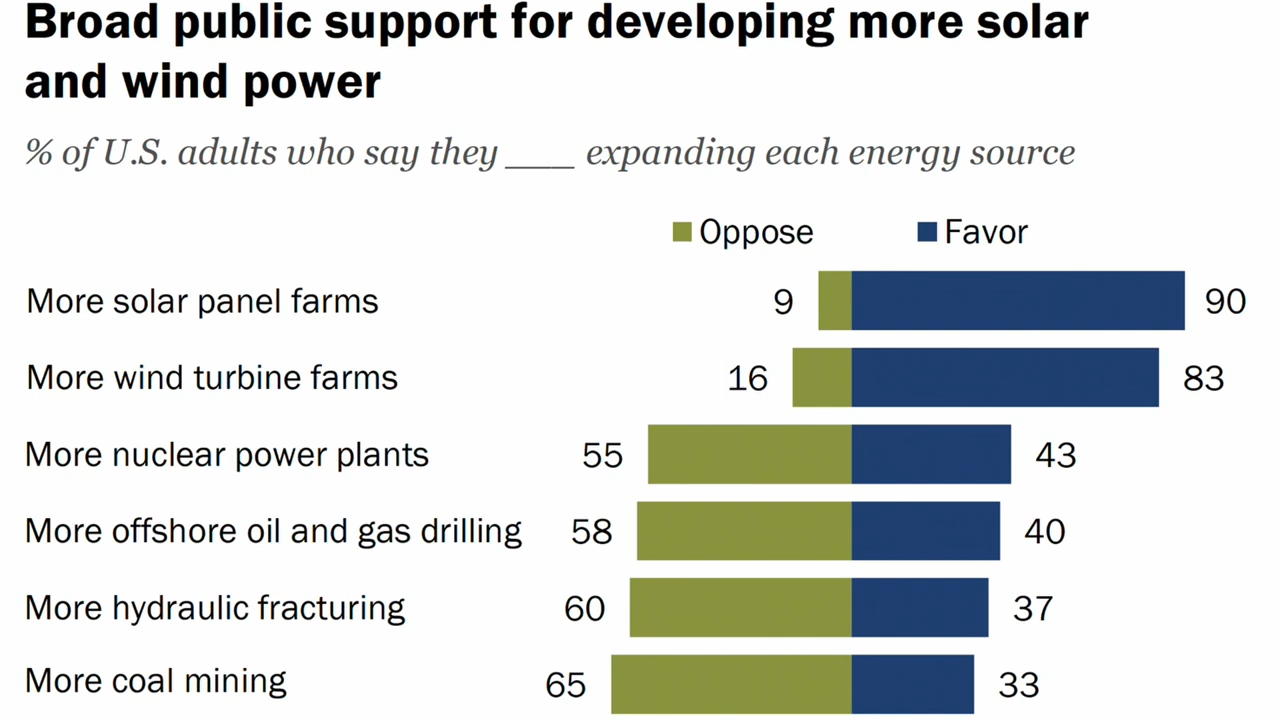 Broad public support for developing more solar
and wind power
% of U.S. adults who say they ___ expanding each energy source
Oppose Favor
More solar panel farms 9 90
More wind turbine farms 16 83
More nuclear power plants 55 43
More offshore oil and gas drilling 58 40
More hydraulic fracturing 60 37
More coal mining 65 33